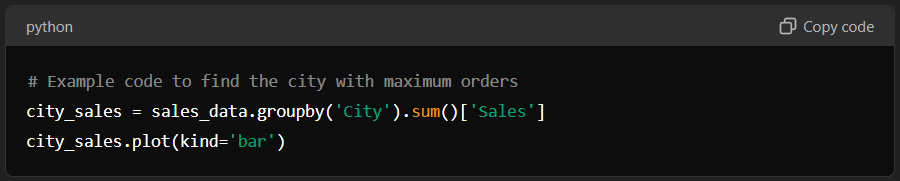 python
Copy code
# Example code to find the city with maximum orders
city_sales = sales_data.groupby('City').sum()['Sales']
city_sales.plot(kind='bar')